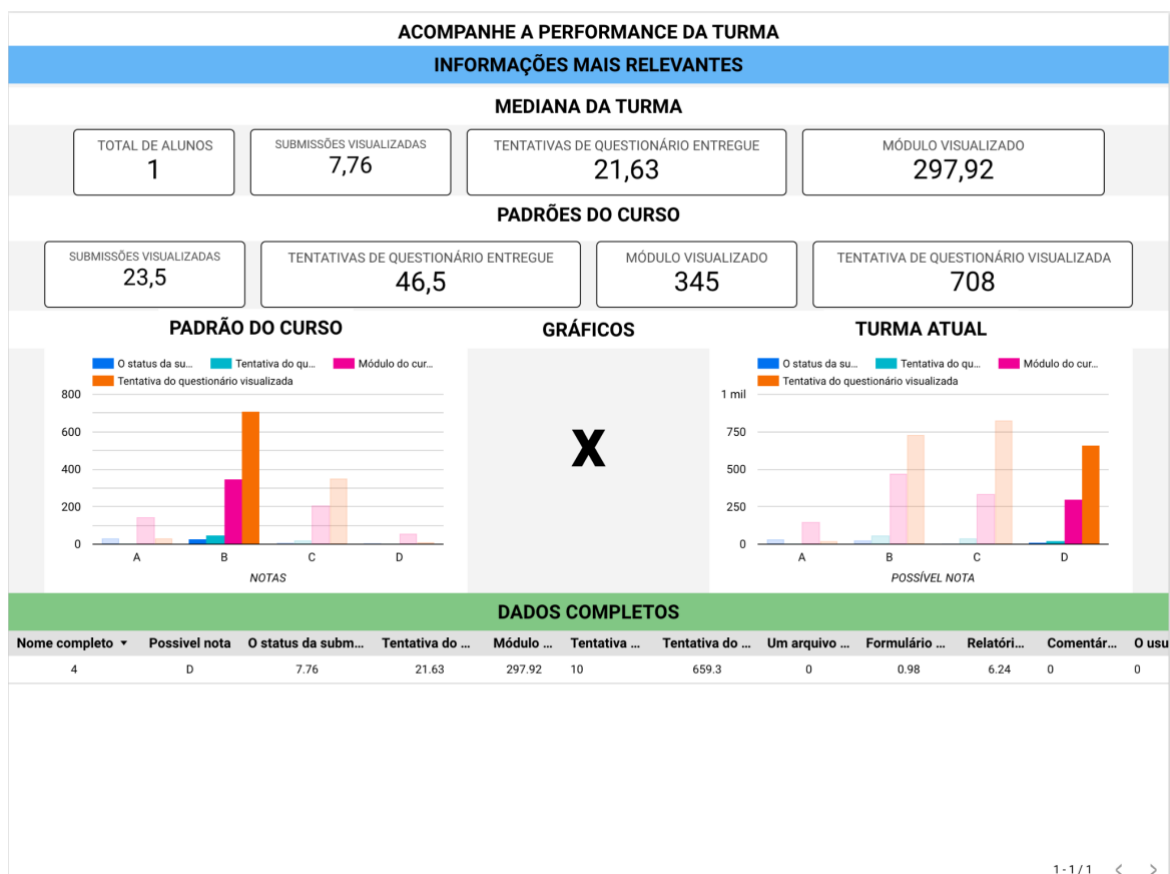 ACOMPANHE A PERFORMANCE DA TURMA
INFORMAÇÕES MAIS RELEVANTES
MEDIANA DA TURMA
TOTAL DE ALUNOS
1
SUBMISSÕES VISUALIZADAS
7,76
TENTATIVAS DE QUESTIONÁRIO ENTREGUE
21,63
MÓDULO VISUALIZADO
297,92
PADRÕES DO CURSO
SUBMISSÕES VISUALIZADAS
23,5
TENTATIVAS DE QUESTIONÁRIO ENTREGUE
46,5
MÓDULO VISUALIZADO
345
TENTATIVA DE QUESTIONÁRIO VISUALIZADA
708
PADRÃO DO CURSO
O status da su... Tentativa do qu... Módulo do cur...
Tentativa do questionário visualizada
800
600
400
200
0
A B C D
NOTAS
GRÁFICOS
X
TURMA ATUAL
O status da su... Tentativa do qu... Módulo do cur...
Tentativa do questionário visualizada
1 mil
750
500
250
0
A B C D
POSSÍVEL NOTA
DADOS COMPLETOS
Nome completo Possivel nota O status da subm... Tentativa do ... Módulo ... Tentativa ... Tentativa do ... Um arquivo ... Formulário ... Relatóri... Comentár... O usu
4 D 7.76 21.63 297.92 10 659.3 0 0.98 6.24 0 0
1 - 1 / 1